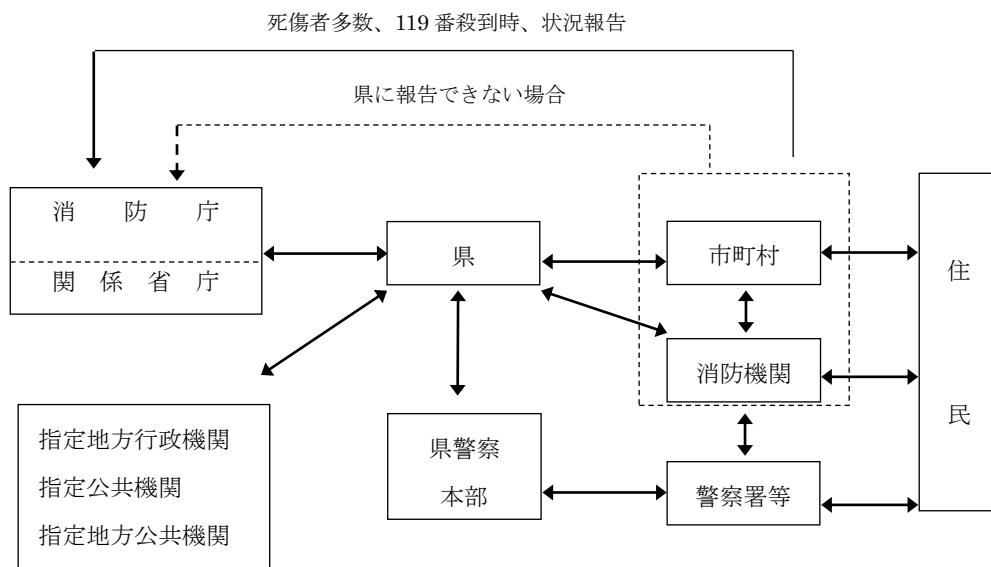 死傷者多数、119 番殺到時、状況報告
県に報告できない場合
消 防 庁
関 係 省 庁
県
市町村
消防機関
住
民
県警察
本部
警察署等
指定地方行政機関
指定公共機関
指定地方公共機関